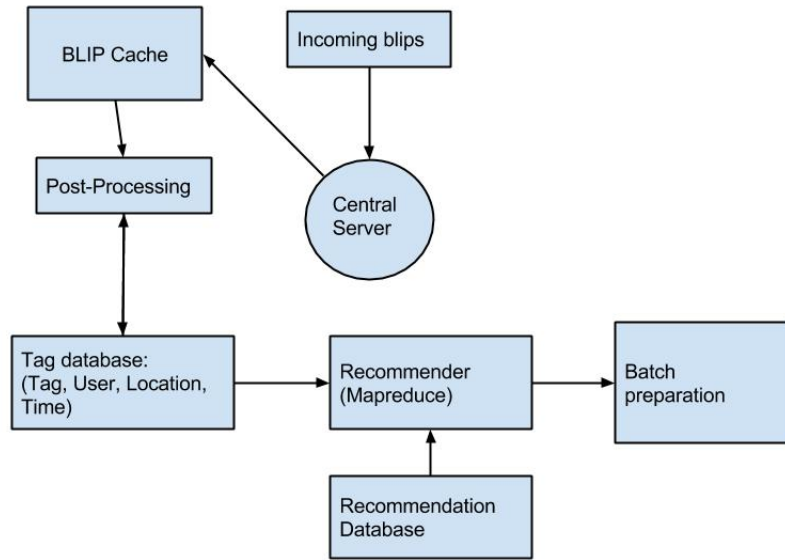 BLIP Cache
Incoming blips
Post-Processing
Central
Server
Tag database:
(Tag, User, Location,
Time)
Recommender
(Mapreduce)
Batch
preparation
Recommendation
Database